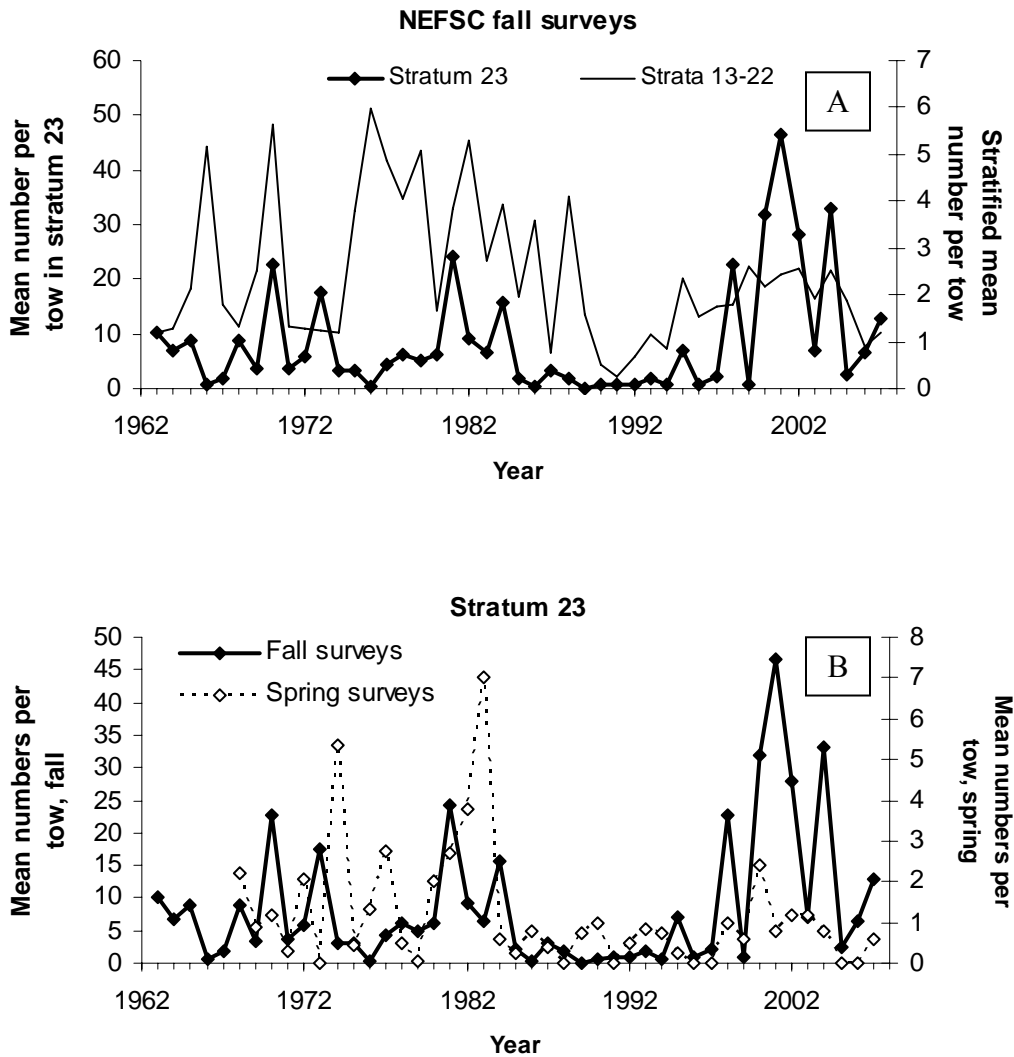 NEFSC fall surveys
Stratum 23
Strata 13-22
A
Mean number per
tow in stratum 23
60
50
40
30
20
10
0
7
6
5
4
3
2
1
0
Stratified mean
number per tow
1962
1972
1982
1992
2002
Year
Stratum 23
Fall surveys
Spring surveys
B
Mean numbers per
tow, fall
50
45
40
35
30
25
20
15
10
5
0
8
7
6
5
4
3
2
1
0
Mean numbers per
tow, spring
1962
1972
1982
1992
2002
Year